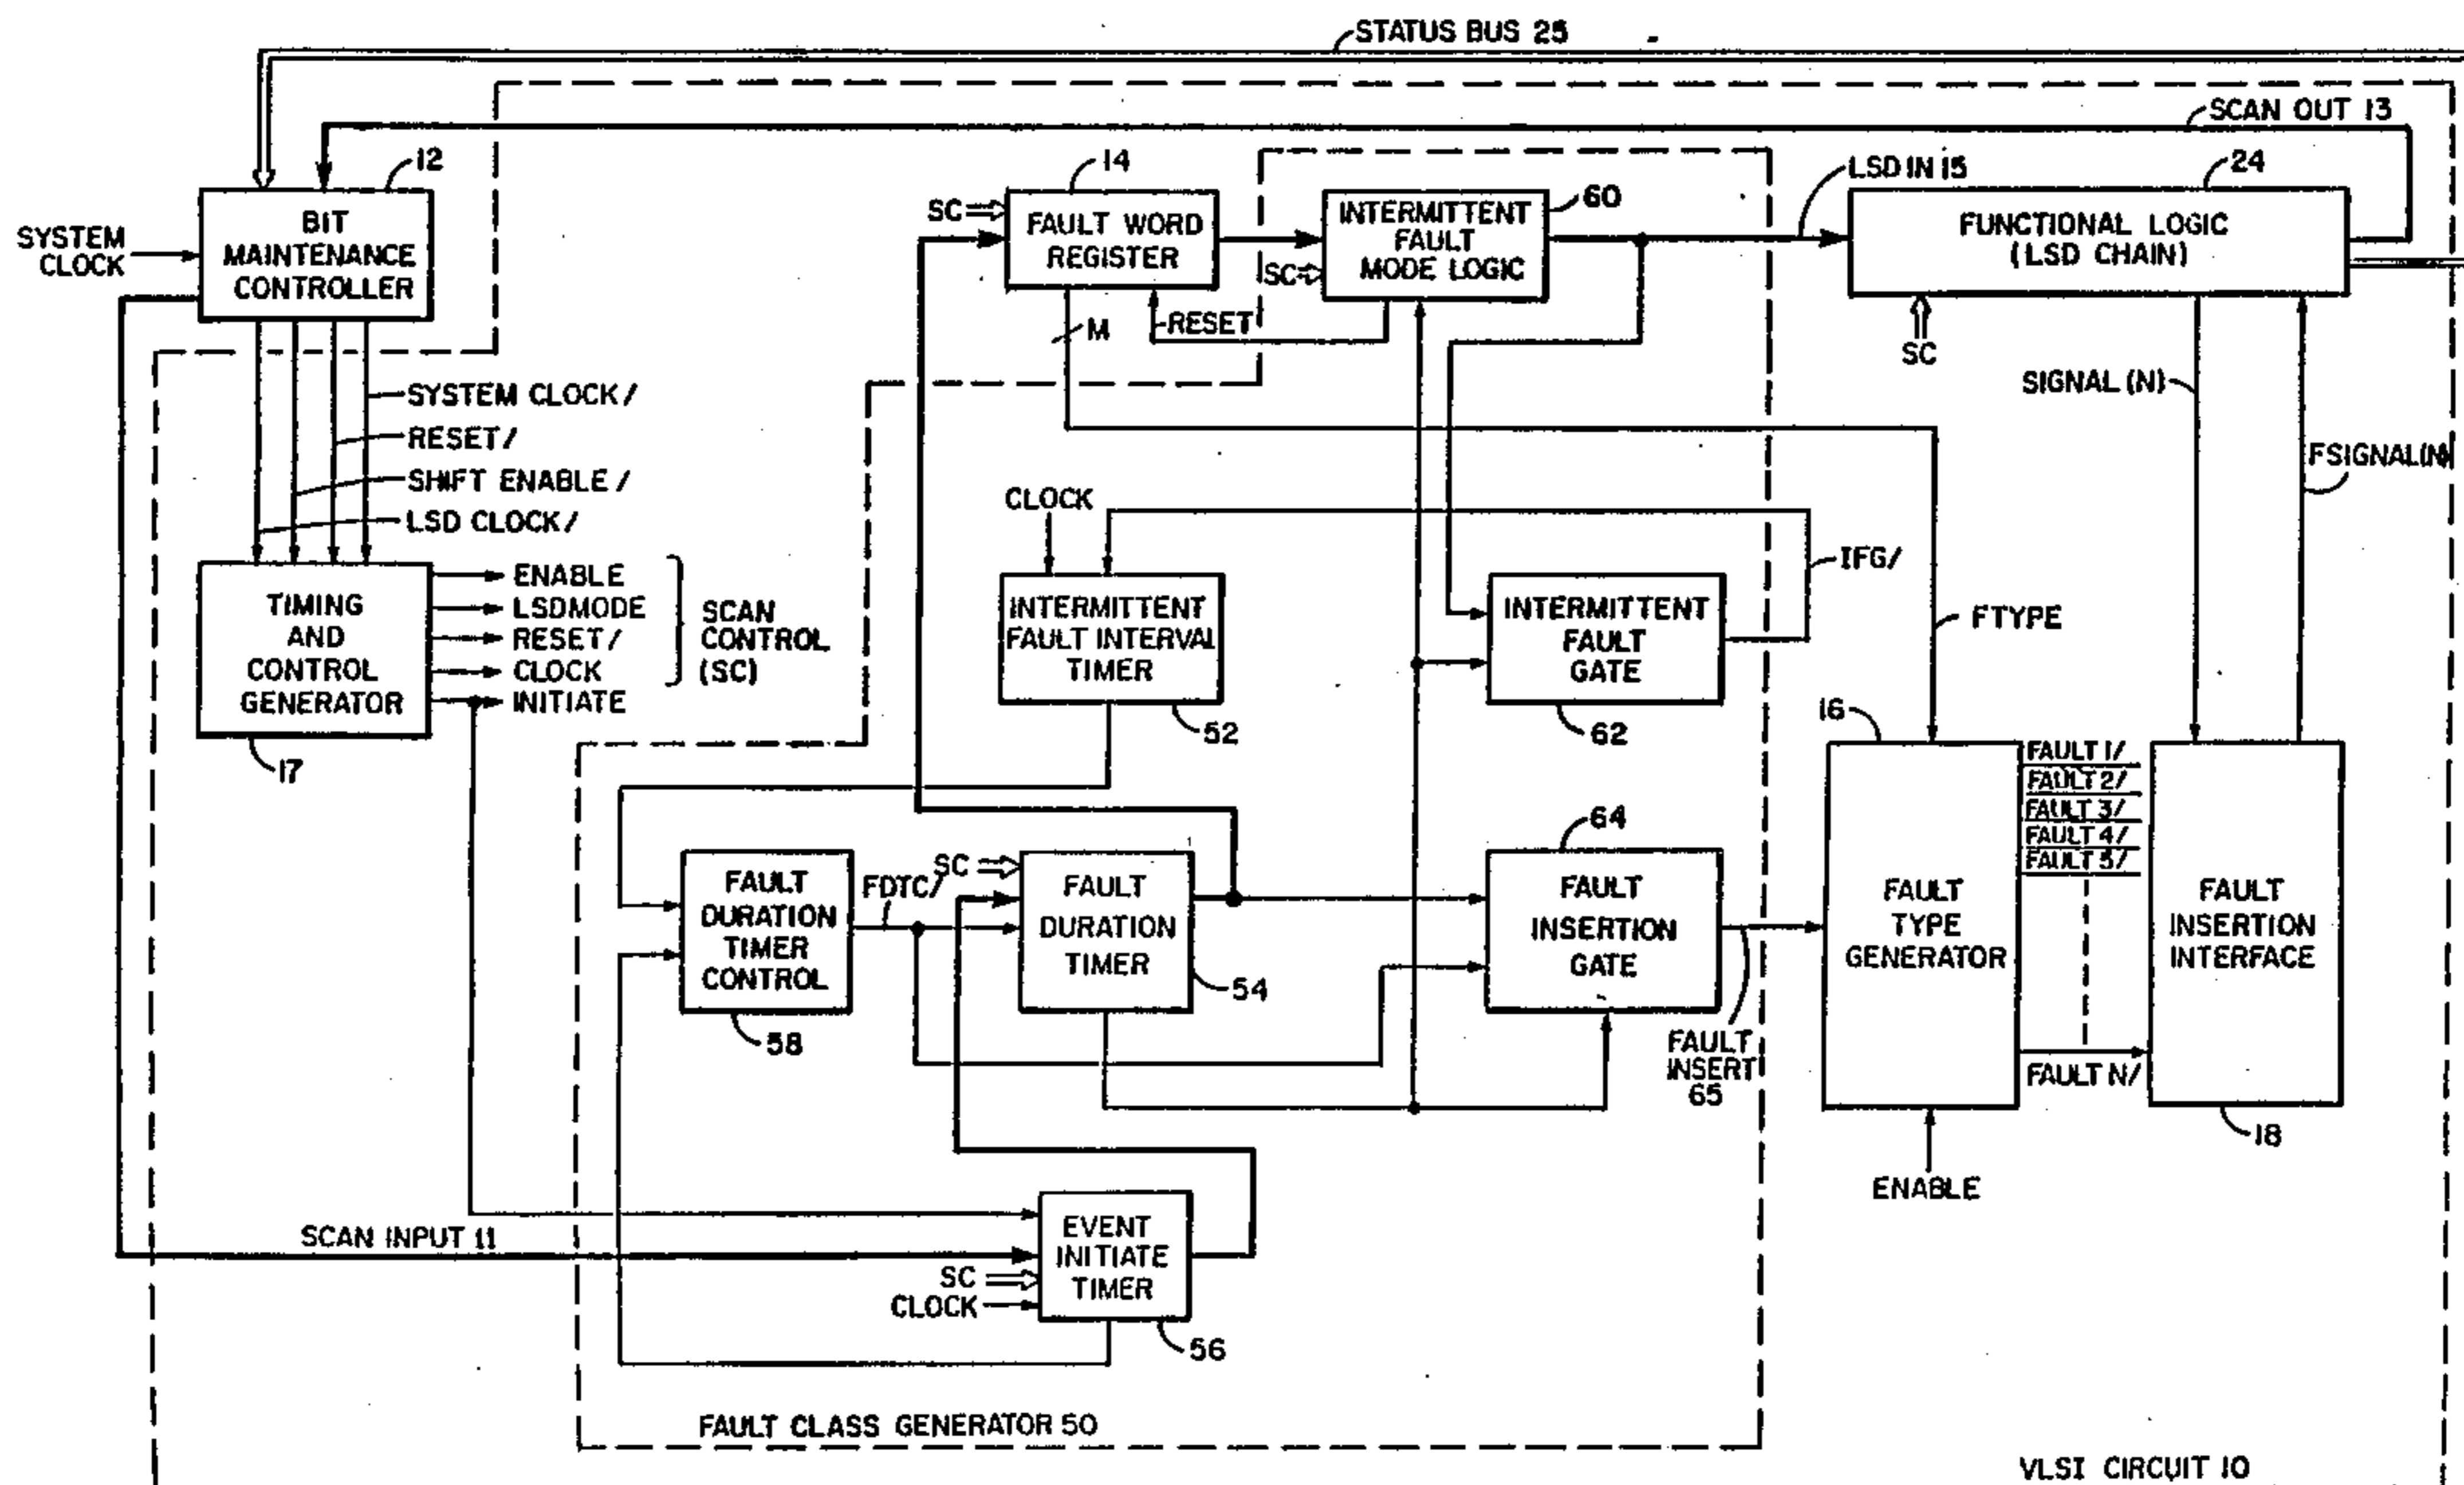 STATUS BUS 25
SCAN OUT 13
12
BIT
MAINTENANCE
CONTROLLER
SYSTEM
CLOCK
14
SC
FAULT WORD
REGISTER
60
INTERMITTENT
FAULT
MODE LOGIC
SC
RESET
M
LSD IN 15
24
FUNCTIONAL LOGIC
(LSD CHAIN)
SC
SIGNAL (N)
FSIGNAL(N)
SYSTEM CLOCK/
RESET/
SHIFT ENABLE/
LSD CLOCK/
TIMING
AND
CONTROL
GENERATOR
17
ENABLE
LSDMODE
RESET/
CLOCK
INITIATE
SCAN
CONTROL
(SC)
CLOCK
INTERMITTENT
FAULT INTERVAL
TIMER
52
INTERMITTENT
FAULT
GATE
62
IFG/
FTYPE
16
FAULT 1/
FAULT 2/
FAULT 3/
FAULT 4/
FAULT 5/
FAULT N/
FAULT
TYPE
GENERATOR
ENABLE
FAULT
INSERTION
INTERFACE
18
FAULT
DURATION
TIMER
CONTROL
58
FDTC/
SC
FAULT
DURATION
TIMER
54
64
FAULT
INSERTION
GATE
FAULT
INSERT
65
SCAN INPUT 11
EVENT
INITIATE
TIMER
SC
CLOCK
56
FAULT CLASS GENERATOR 50
VLSI CIRCUIT 10